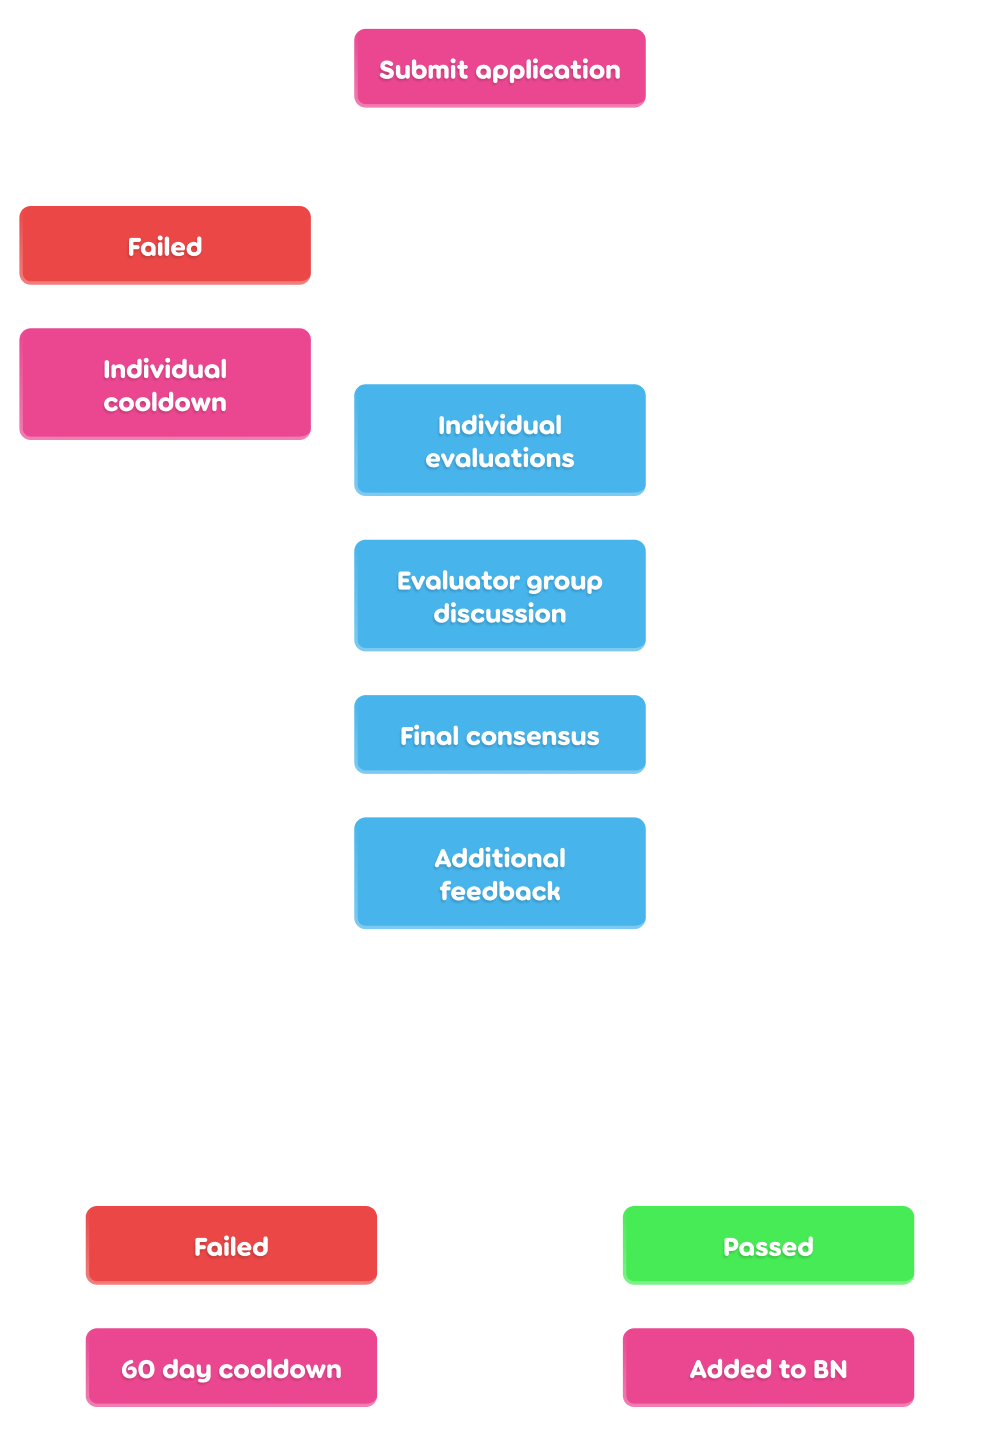 Submit application
Failed
Individual
cooldown
Individual
evaluations
Evaluator group
discussion
Final consensus
Additional
feedback
Failed
Passed
60 day cooldown
Added to BN